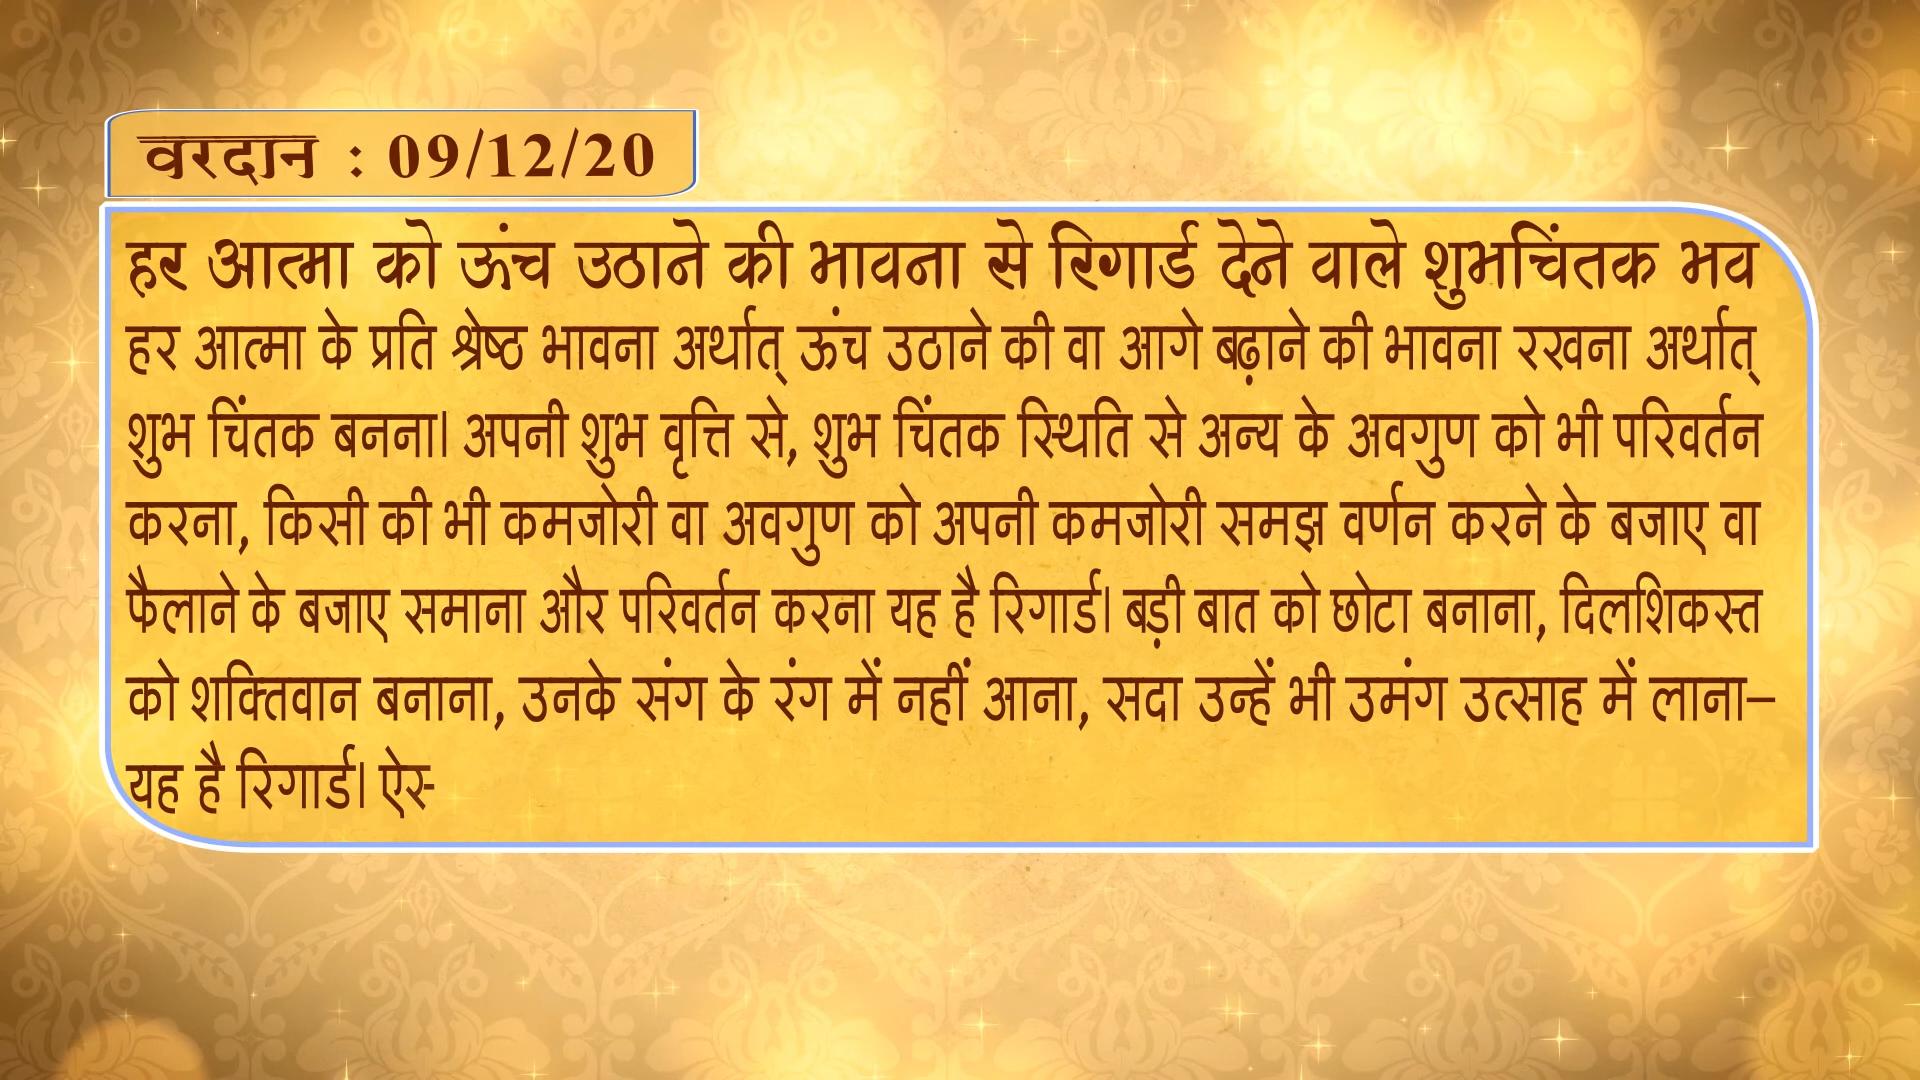 वरदान : 09/12/20
हर आत्मा को ऊंच उठाने की भावना से रिगार्ड देने वाले शुभचिंतक भव
हर आत्मा के प्रति श्रेष्ठ भावना अर्थात् ऊंच उठाने की वा आगे बढ़ाने की भावना रखना अर्थात्
शुभ चिंतक बनना। अपनी शुभ वृत्ति से, शुभ चिंतक स्थिति से अन्य के अवगुण को भी परिवर्तन
करना, किसी की भी कमजोरी वा अवगुण को अपनी कमजोरी समझ वर्णन करने के बजाए वा
फैलाने के बजाए समाना और परिवर्तन करना यह है रिगार्ड। बड़ी बात को छोटा बनाना, दिलशिकस्त
को शक्तिवान बनाना, उनके संग के रंग में नहीं आना, सदा उन्हें भी उमंग उत्साह में लाना–
यह है रिगार्ड।